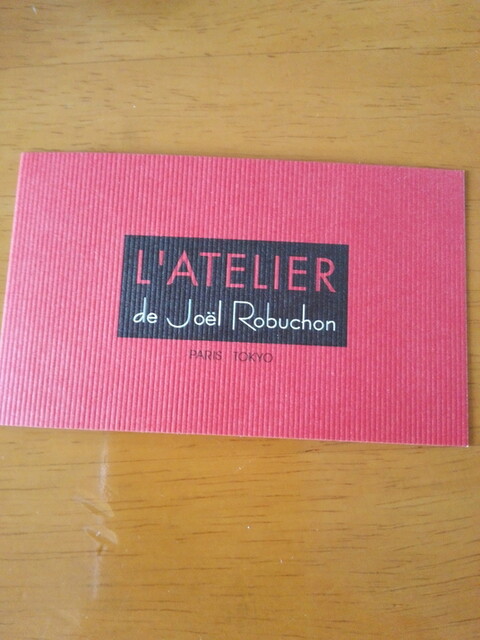 L'ATELIER
de Joël Robuchon
PARIS TOKYO